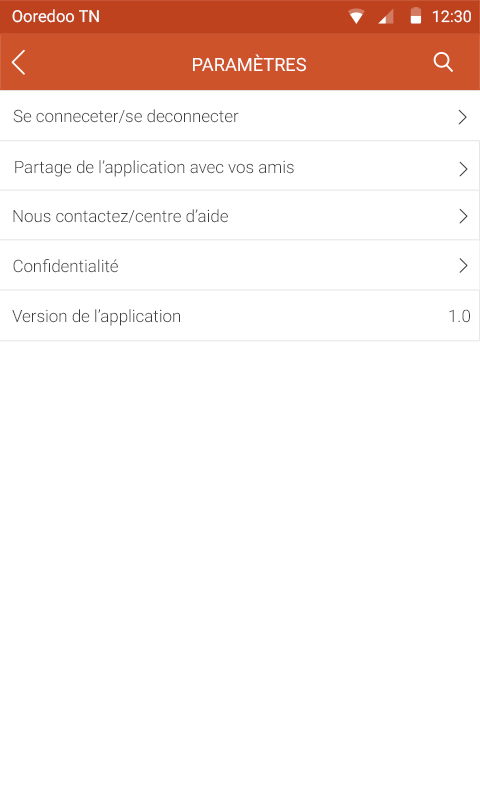 Ooredoo TN 12:30
PARAMÈTRES
Se conneceter/se deconnecter
Partage de l'application avec vos amis
Nous contactez/centre d'aide
Confidentialité
Version de l'application 1.0